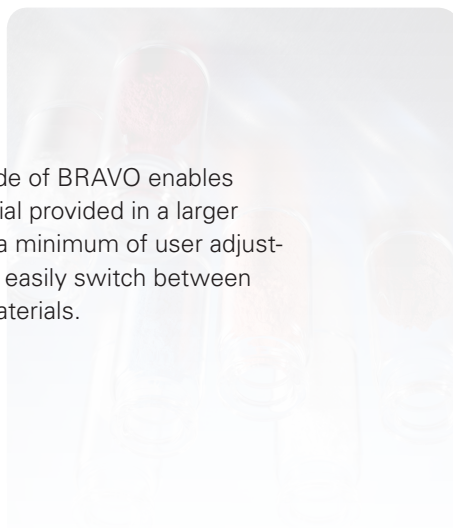 de of BRAVO enables
ial provided in a larger
a minimum of user adjust-
easily switch between
aterials.